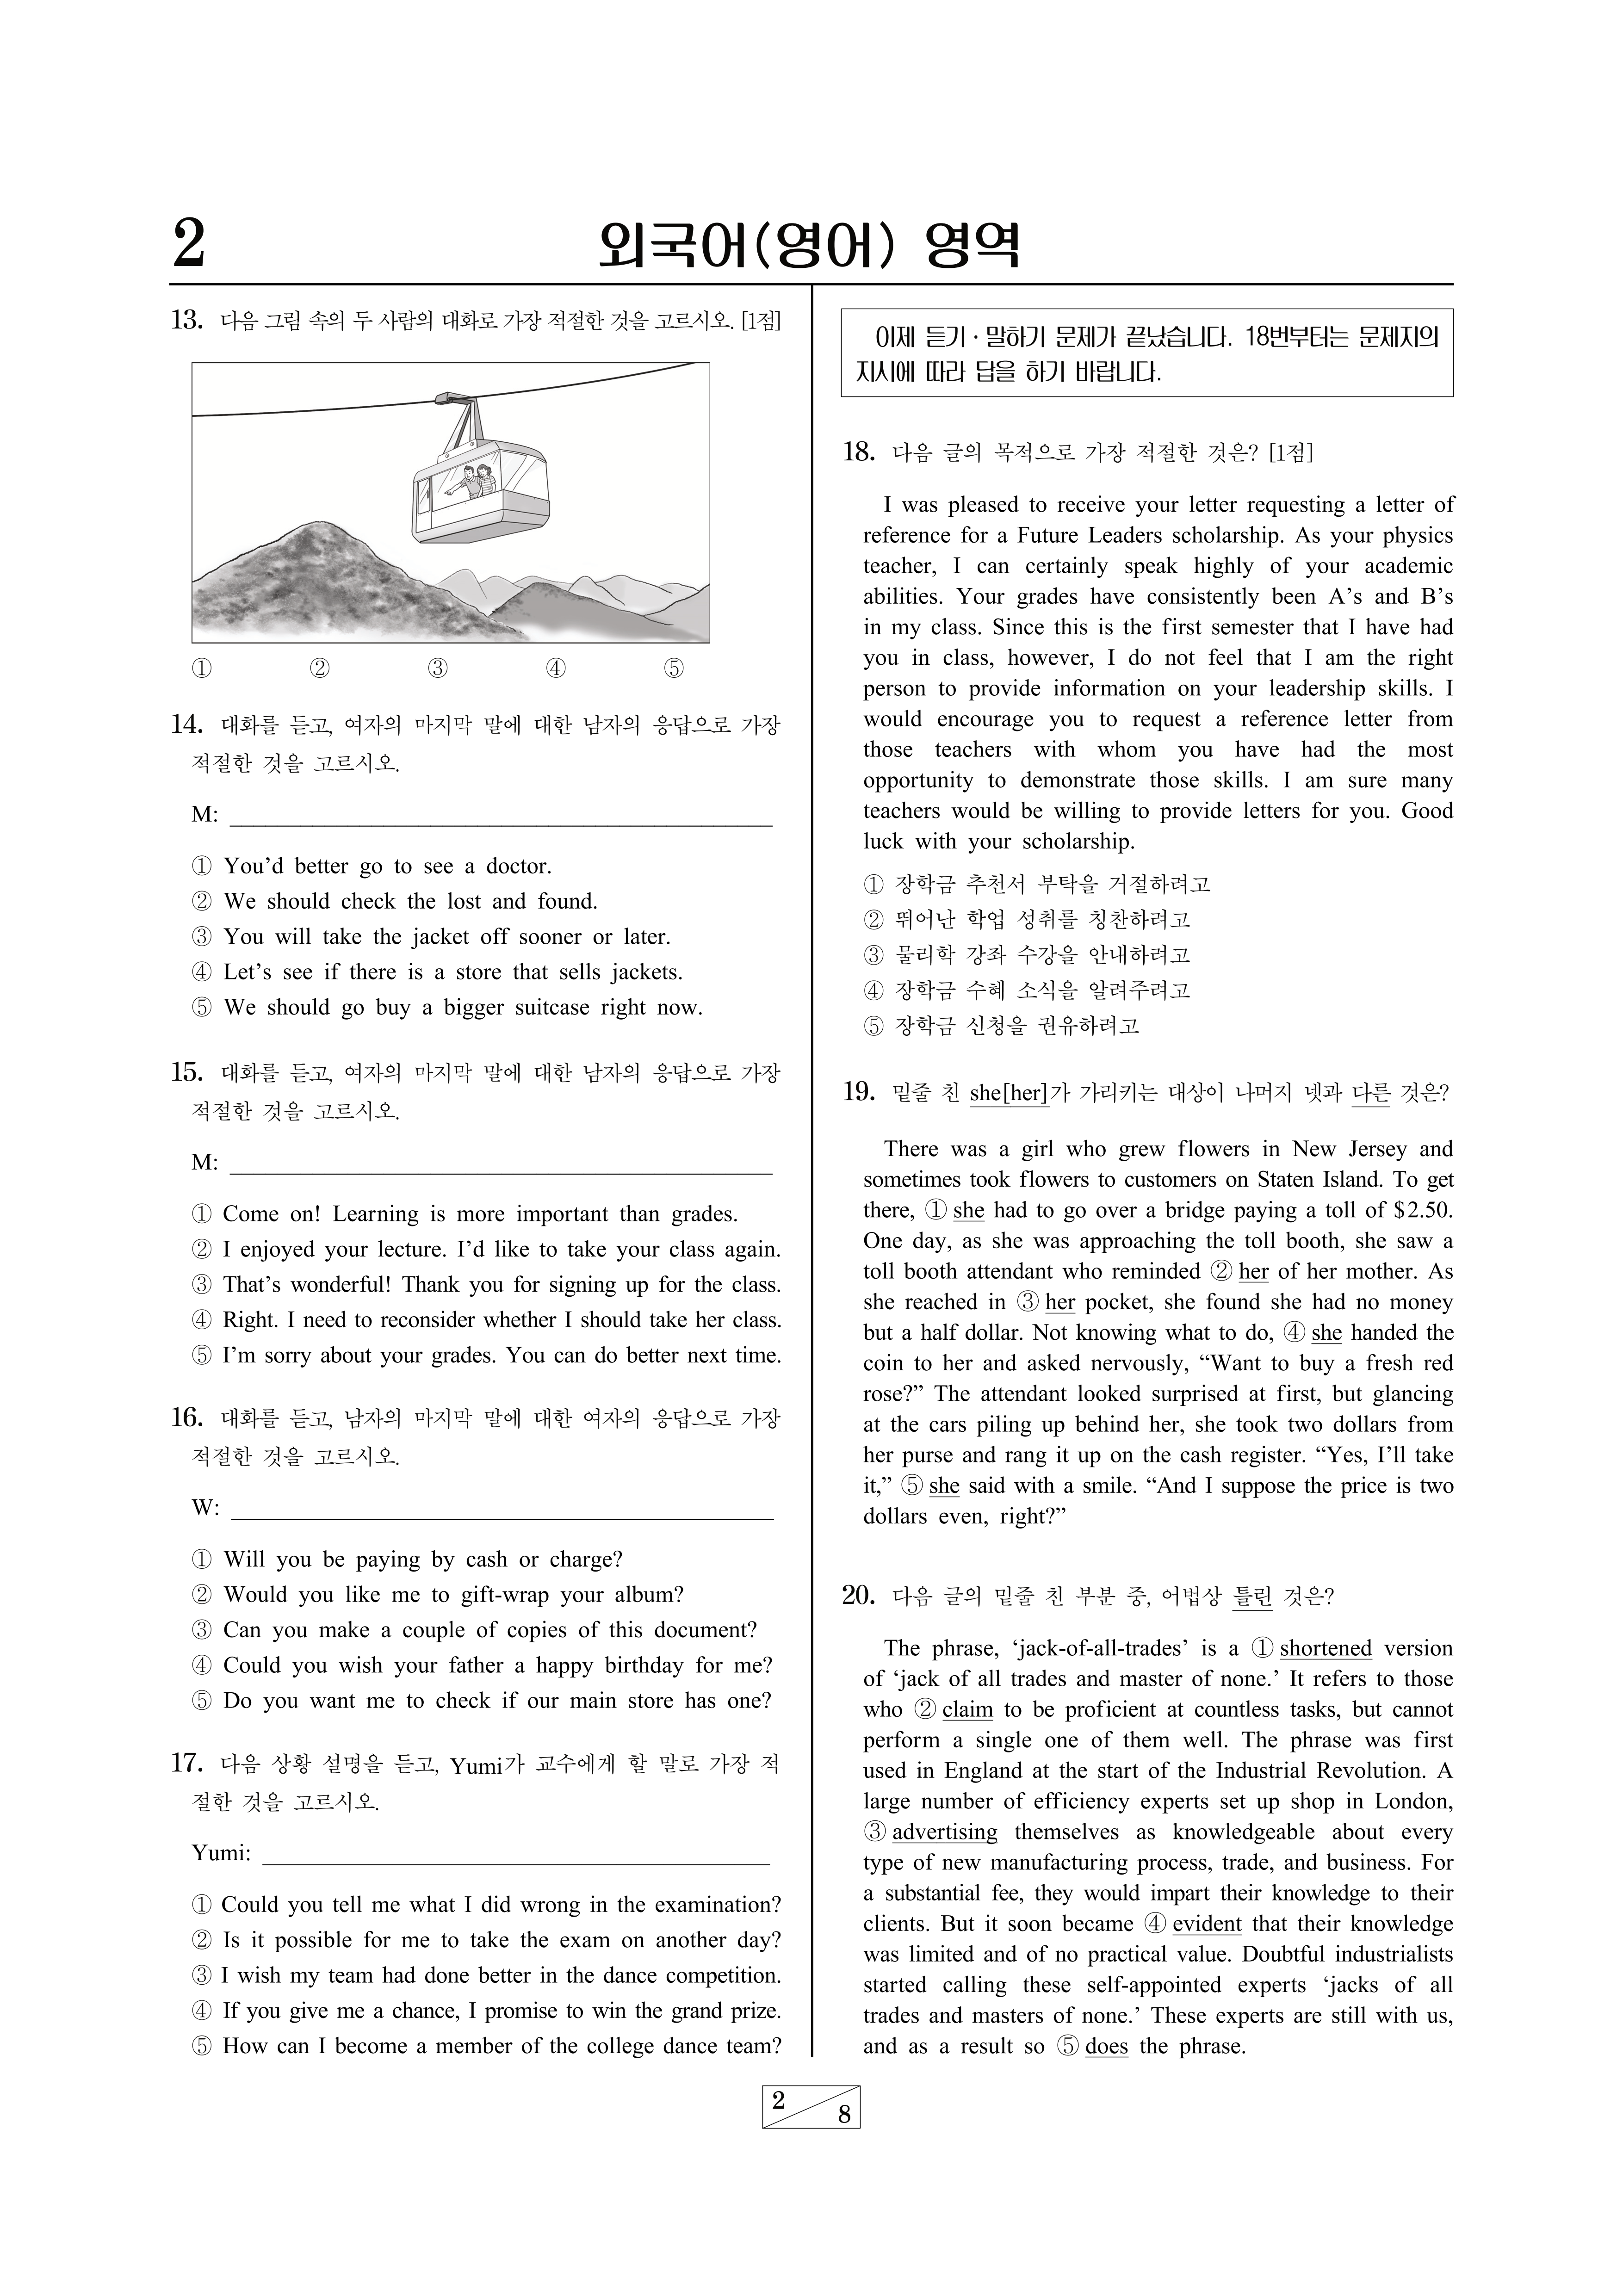 2
외국어(영어) 영역
13. 다음 그림 속의 두 사람의 대화로 가장 적절한 것을 고르시오. [1점]
① ② ③ ④ ⑤
14. 대화를 듣고, 여자의 마지막 말에 대한 남자의 응답으로 가장
적절한 것을 고르시오.
M:
① You’d better go to see a doctor.
② We should check the lost and found.
③ You will take the jacket off sooner or later.
④ Let’s see if there is a store that sells jackets.
⑤ We should go buy a bigger suitcase right now.
15. 대화를 듣고, 여자의 마지막 말에 대한 남자의 응답으로 가장
적절한 것을 고르시오.
M:
① Come on! Learning is more important than grades.
② I enjoyed your lecture. I’d like to take your class again.
③ That’s wonderful! Thank you for signing up for the class.
④ Right. I need to reconsider whether I should take her class.
⑤ I’m sorry about your grades. You can do better next time.
16. 대화를 듣고, 남자의 마지막 말에 대한 여자의 응답으로 가장
적절한 것을 고르시오.
W:
① Will you be paying by cash or charge?
② Would you like me to gift-wrap your album?
③ Can you make a couple of copies of this document?
④ Could you wish your father a happy birthday for me?
⑤ Do you want me to check if our main store has one?
17. 다음 상황 설명을 듣고, Yumi가 교수에게 할 말로 가장 적
절한 것을 고르시오.
Yumi:
① Could you tell me what I did wrong in the examination?
② Is it possible for me to take the exam on another day?
③ I wish my team had done better in the dance competition.
④ If you give me a chance, I promise to win the grand prize.
⑤ How can I become a member of the college dance team?
이제 듣기·말하기 문제가 끝났습니다. 18번부터는 문제지의
지시에 따라 답을 하기 바랍니다.
18. 다음 글의 목적으로 가장 적절한 것은? [1점]
I was pleased to receive your letter requesting a letter of
reference for a Future Leaders scholarship. As your physics
teacher, I can certainly speak highly of your academic
abilities. Your grades have consistently been A’s and B’s
in my class. Since this is the first semester that I have had
you in class, however, I do not feel that I am the right
person to provide information on your leadership skills. I
would encourage you to request a reference letter from
those teachers with whom you have had the most
opportunity to demonstrate those skills. I am sure many
teachers would be willing to provide letters for you. Good
luck with your scholarship.
① 장학금 추천서 부탁을 거절하려고
② 뛰어난 학업 성취를 칭찬하려고
③ 물리학 강좌 수강을 안내하려고
④ 장학금 수혜 소식을 알려주려고
⑤ 장학금 신청을 권유하려고
19. 밑줄 친 she[her]가 가리키는 대상이 나머지 넷과 다른 것은?
There was a girl who grew flowers in New Jersey and
sometimes took flowers to customers on Staten Island. To get
there, ① she had to go over a bridge paying a toll of $2.50.
One day, as she was approaching the toll booth, she saw a
toll booth attendant who reminded ② her of her mother. As
she reached in ③ her pocket, she found she had no money
but a half dollar. Not knowing what to do, ④ she handed the
coin to her and asked nervously, “Want to buy a fresh red
rose?” The attendant looked surprised at first, but glancing
at the cars piling up behind her, she took two dollars from
her purse and rang it up on the cash register. “Yes, I’ll take
it,” ⑤ she said with a smile. “And I suppose the price is two
dollars even, right?”
20. 다음 글의 밑줄 친 부분 중, 어법상 틀린 것은?
The phrase, ‘jack-of-all-trades’ is a ① shortened version
of ‘jack of all trades and master of none.’ It refers to those
who ② claim to be proficient at countless tasks, but cannot
perform a single one of them well. The phrase was first
used in England at the start of the Industrial Revolution. A
large number of efficiency experts set up shop in London,
③ advertising themselves as knowledgeable about every
type of new manufacturing process, trade, and business. For
a substantial fee, they would impart their knowledge to their
clients. But it soon became ④ evident that their knowledge
was limited and of no practical value. Doubtful industrialists
started calling these self-appointed experts ‘jacks of all
trades and masters of none.’ These experts are still with us,
and as a result so ⑤ does the phrase.
2
8